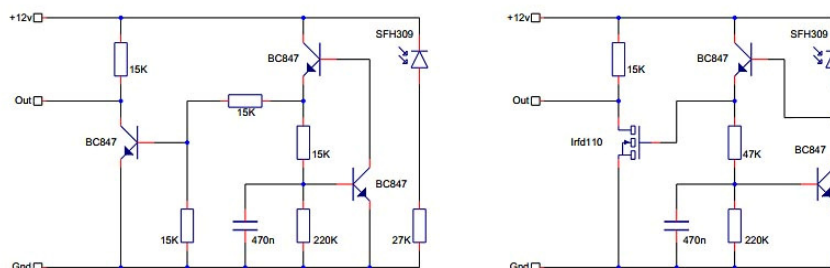 +12v
SFH309
15K
BC847
Out
15K
BC847
15K
BC847
15K
470n
220K
27K
Gnd
+12v
SFH309
15K
BC847
Out
Irfd110
47K
BC847
470n
220K
Gnd